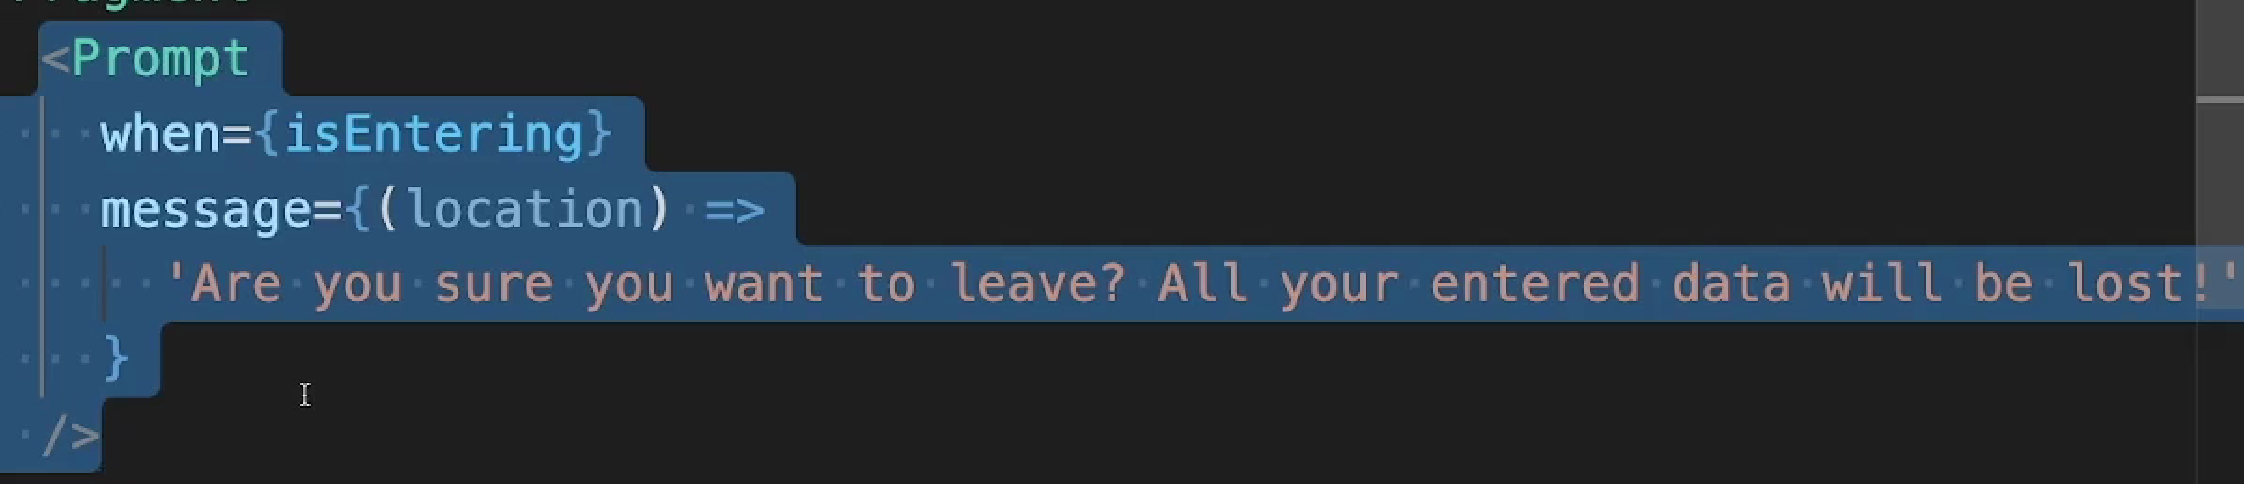 <Prompt
when={isEntering}
message={(location) =>
'Are you sure you want to leave? All your entered data will be lost!'
}
/>